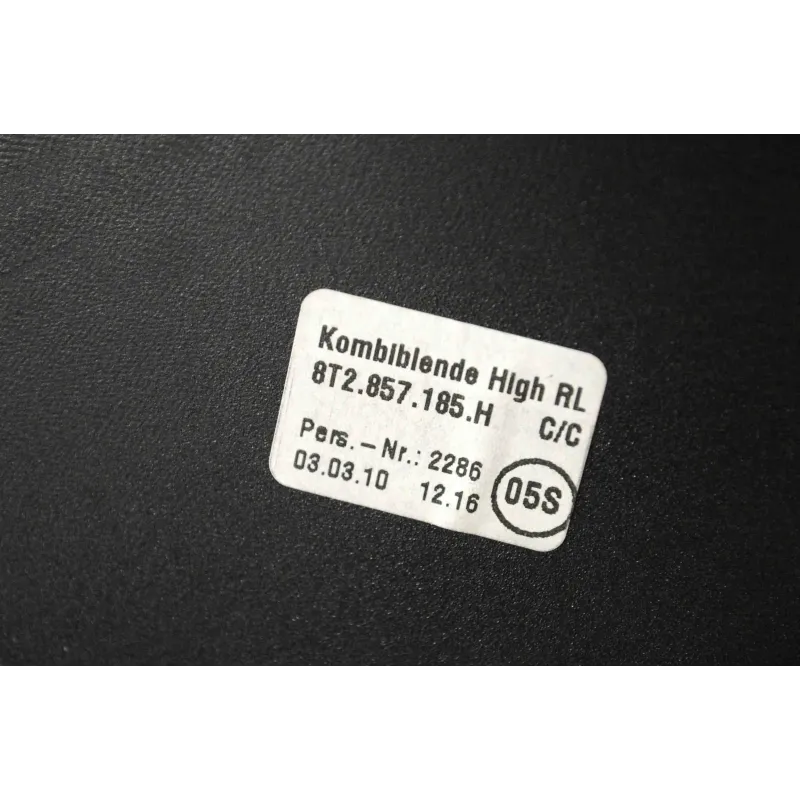 Kombiblende High RL
8T2.857.185.H C/C
Pers.-Nr.: 2286
03.03.10 12.16 05S